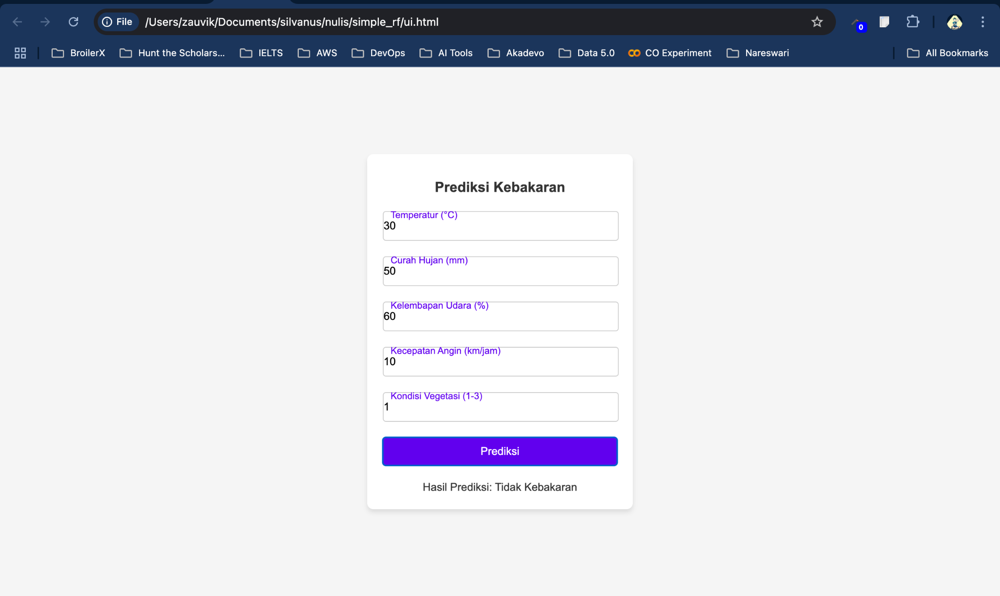 File /Users/zauvik/Documents/silvanus/nulis/simple_rf/ui.html 0
BroilerX Hunt the Scholars... IELTS AWS DevOps AI Tools Akadevo Data 5.0 CO Experiment Nareswari All Bookmarks
Prediksi Kebakaran
Temperatur (°C)
30
Curah Hujan (mm)
50
Kelembapan Udara (%)
60
Kecepatan Angin (km/jam)
10
Kondisi Vegetasi (1-3)
1
Prediksi
Hasil Prediksi: Tidak Kebakaran